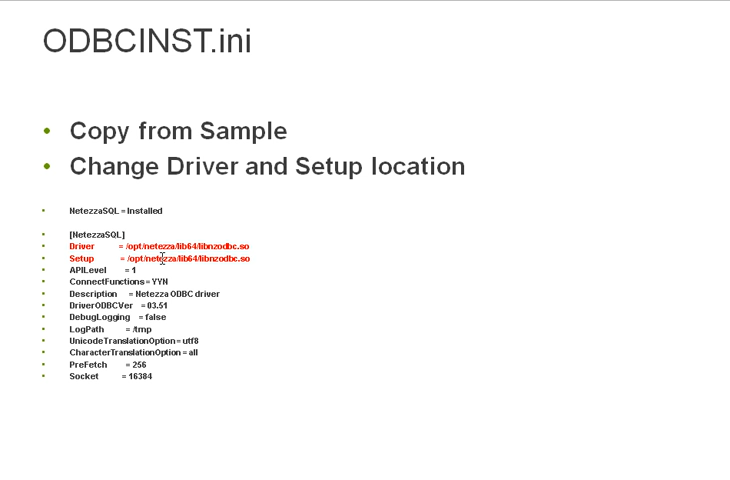 ODBCINST.ini
• Copy from Sample
• Change Driver and Setup location
• NetezzaSQL = Installed
• [NetezzaSQL]
• Driver = /opt/netezza/lib64/libnzodbc.so
• Setup = /opt/netezza/lib64/libnzodbc.so
• APILevel = 1
• ConnectFunctions = YYN
• Description = Netezza ODBC driver
• DriverODBCVer = 03.51
• DebugLogging = false
• LogPath = /tmp
• UnicodeTranslationOption = utf8
• CharacterTranslationOption = all
• PreFetch = 256
• Socket = 16384